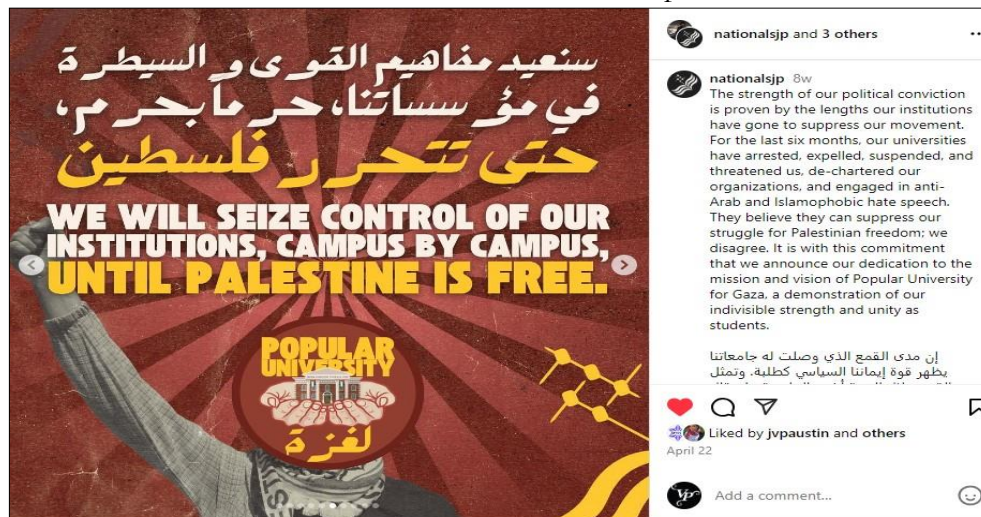 سنعيد مفاهيم القوى و السيطرة
في مؤسساتنا، حرماً بحرم،
حتى تتحرر فلسطين
WE WILL SEIZE CONTROL OF OUR
INSTITUTIONS, CAMPUS BY CAMPUS,
UNTIL PALESTINE IS FREE.
POPULAR
UNIVERSITY
لغزة
nationalsjp and 3 others
nationalsjp 8w
The strength of our political conviction
is proven by the lengths our institutions
have gone to suppress our movement.
For the last six months, our universities
have arrested, expelled, suspended, and
threatened us, de-chartered our
organizations, and engaged in anti-
Arab and Islamophobic hate speech.
They believe they can suppress our
struggle for Palestinian freedom; we
disagree. It is with this commitment
that we announce our dedication to the
mission and vision of Popular University
for Gaza, a demonstration of our
indivisible strength and unity as
students.
إن مدى القمع الذي وصلت له جامعاتنا
يظهر قوة إيماننا السياسي كطلبة. وتمثل
Liked by jvpaustin and others
April 22
Vp
Add a comment...